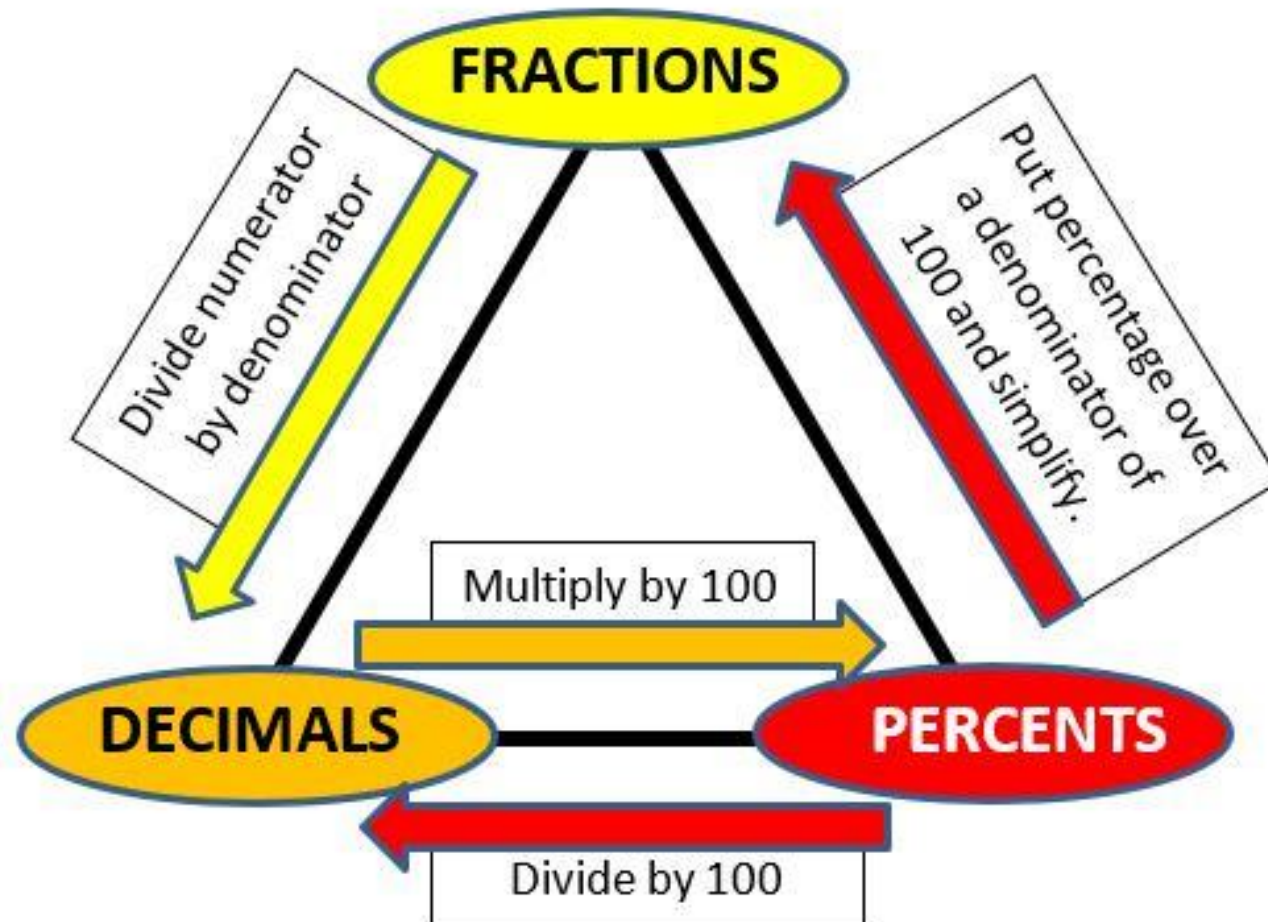 FRACTIONS
Divide numerator
by denominator
Put percentage over
a denominator of
100 and simplify.
Multiply by 100
DECIMALS
PERCENTS
Divide by 100